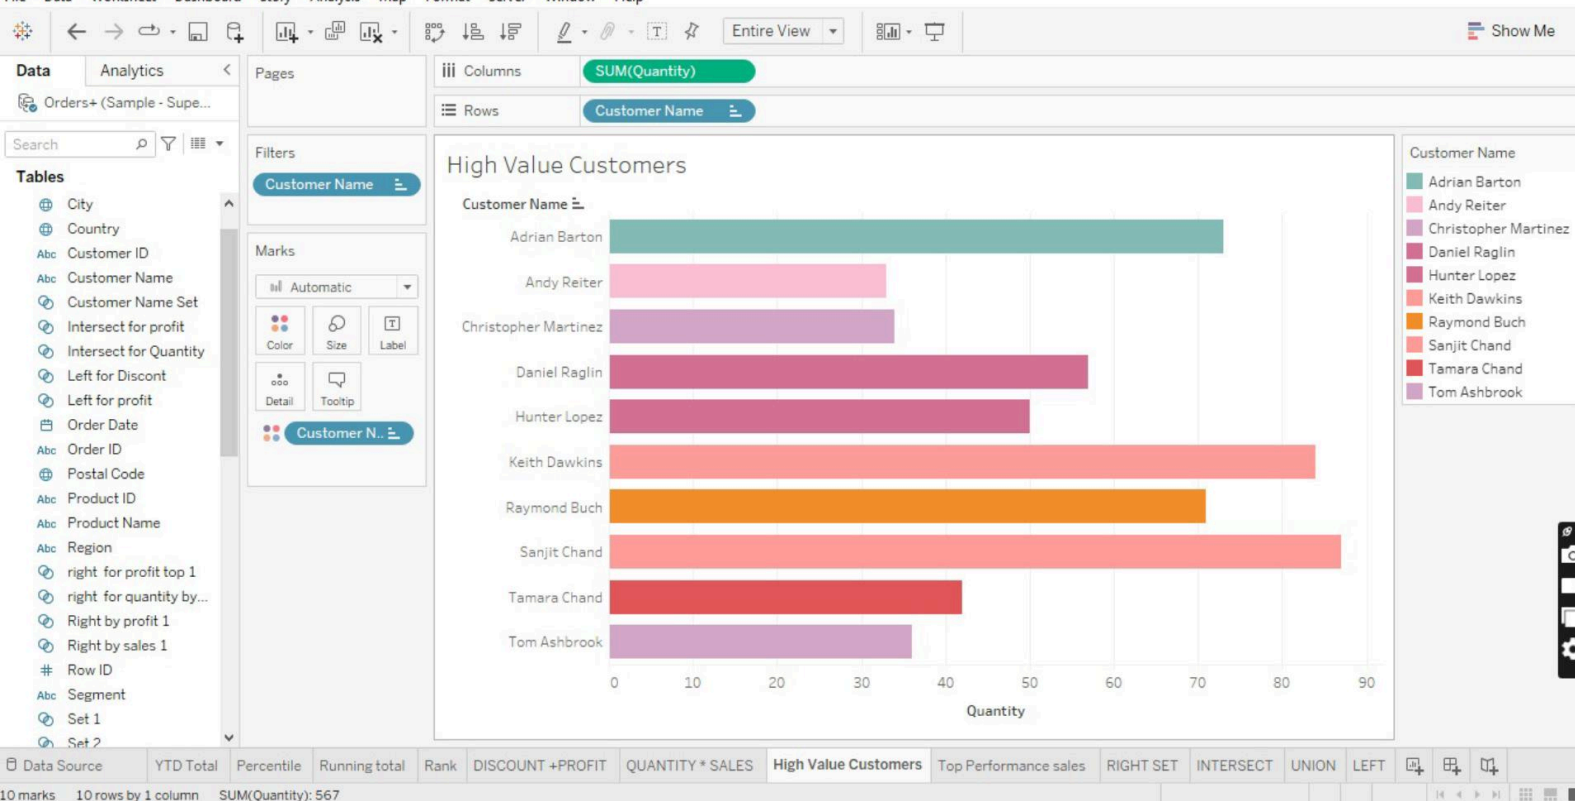 Entire View
Show Me
Data
Analytics
Orders+ (Sample - Supe...
Search
Tables
City
Country
Abc Customer ID
Abc Customer Name
Customer Name Set
Intersect for profit
Intersect for Quantity
Left for Discont
Left for profit
Order Date
Abc Order ID
Postal Code
Abc Product ID
Abc Product Name
Abc Region
right for profit top 1
right for quantity by...
Right by profit 1
Right by sales 1
# Row ID
Abc Segment
Set 1
Set 2
Pages
Filters
Customer Name
Marks
Automatic
Color
Size
T
Label
Detail
Tooltip
Customer N..
iii Columns
SUM(Quantity)
Rows
Customer Name
High Value Customers
Customer Name
Adrian Barton
Andy Reiter
Christopher Martinez
Daniel Raglin
Hunter Lopez
Keith Dawkins
Raymond Buch
Sanjit Chand
Tamara Chand
Tom Ashbrook
0 10 20 30 40 50 60 70 80 90
Quantity
Customer Name
Adrian Barton
Andy Reiter
Christopher Martinez
Daniel Raglin
Hunter Lopez
Keith Dawkins
Raymond Buch
Sanjit Chand
Tamara Chand
Tom Ashbrook
Data Source YTD Total Percentile Running total Rank DISCOUNT +PROFIT QUANTITY * SALES High Value Customers Top Performance sales RIGHT SET INTERSECT UNION LEFT
10 marks 10 rows by 1 column SUM(Quantity): 567